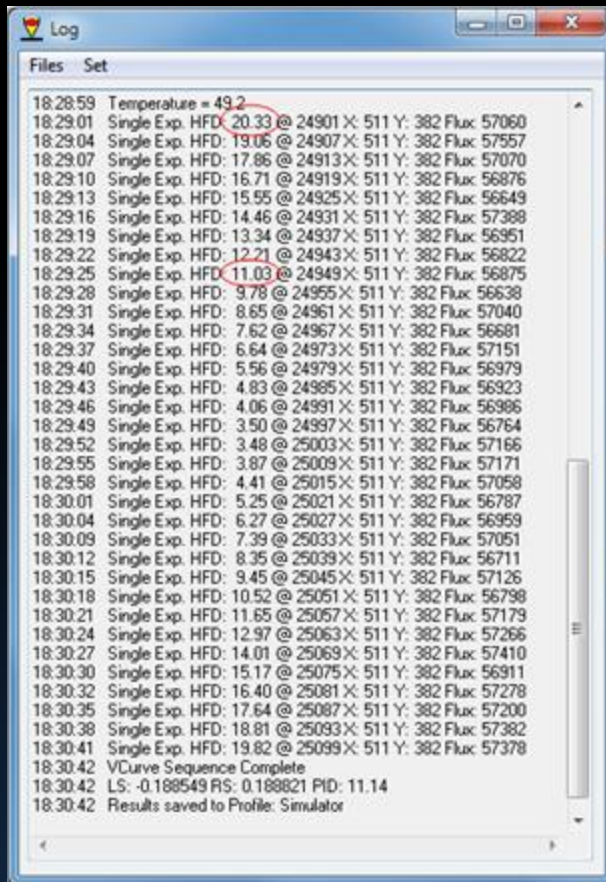 Log
Files Set
18:28:59 Temperature = 49.2
18:29:01 Single Exp. HFD: 20.33 @ 24901 X: 511 Y: 382 Flux: 57060
18:29:04 Single Exp. HFD: 19.06 @ 24907 X: 511 Y: 382 Flux: 57557
18:29:07 Single Exp. HFD: 17.86 @ 24913 X: 511 Y: 382 Flux: 57070
18:29:10 Single Exp. HFD: 16.71 @ 24919 X: 511 Y: 382 Flux: 56876
18:29:13 Single Exp. HFD: 15.55 @ 24925 X: 511 Y: 382 Flux: 56649
18:29:16 Single Exp. HFD: 14.46 @ 24931 X: 511 Y: 382 Flux: 57388
18:29:19 Single Exp. HFD: 13.34 @ 24937 X: 511 Y: 382 Flux: 56951
18:29:22 Single Exp. HFD: 12.21 @ 24943 X: 511 Y: 382 Flux: 56822
18:29:25 Single Exp. HFD: 11.03 @ 24949 X: 511 Y: 382 Flux: 56875
18:29:28 Single Exp. HFD: 9.78 @ 24955 X: 511 Y: 382 Flux: 56638
18:29:31 Single Exp. HFD: 8.65 @ 24961 X: 511 Y: 382 Flux: 57040
18:29:34 Single Exp. HFD: 7.62 @ 24967 X: 511 Y: 382 Flux: 56681
18:29:37 Single Exp. HFD: 6.64 @ 24973 X: 511 Y: 382 Flux: 57151
18:29:40 Single Exp. HFD: 5.56 @ 24979 X: 511 Y: 382 Flux: 56979
18:29:43 Single Exp. HFD: 4.83 @ 24985 X: 511 Y: 382 Flux: 56923
18:29:46 Single Exp. HFD: 4.06 @ 24991 X: 511 Y: 382 Flux: 56986
18:29:49 Single Exp. HFD: 3.50 @ 24997 X: 511 Y: 382 Flux: 56764
18:29:52 Single Exp. HFD: 3.48 @ 25003 X: 511 Y: 382 Flux: 57166
18:29:55 Single Exp. HFD: 3.87 @ 25009 X: 511 Y: 382 Flux: 57171
18:29:58 Single Exp. HFD: 4.41 @ 25015 X: 511 Y: 382 Flux: 57058
18:30:01 Single Exp. HFD: 5.25 @ 25021 X: 511 Y: 382 Flux: 56787
18:30:04 Single Exp. HFD: 6.27 @ 25027 X: 511 Y: 382 Flux: 56959
18:30:09 Single Exp. HFD: 7.39 @ 25033 X: 511 Y: 382 Flux: 57051
18:30:12 Single Exp. HFD: 8.35 @ 25039 X: 511 Y: 382 Flux: 56711
18:30:15 Single Exp. HFD: 9.45 @ 25045 X: 511 Y: 382 Flux: 57126
18:30:18 Single Exp. HFD: 10.52 @ 25051 X: 511 Y: 382 Flux: 56798
18:30:21 Single Exp. HFD: 11.65 @ 25057 X: 511 Y: 382 Flux: 57179
18:30:24 Single Exp. HFD: 12.97 @ 25063 X: 511 Y: 382 Flux: 57266
18:30:27 Single Exp. HFD: 14.01 @ 25069 X: 511 Y: 382 Flux: 57410
18:30:30 Single Exp. HFD: 15.17 @ 25075 X: 511 Y: 382 Flux: 56911
18:30:32 Single Exp. HFD: 16.40 @ 25081 X: 511 Y: 382 Flux: 57278
18:30:35 Single Exp. HFD: 17.64 @ 25087 X: 511 Y: 382 Flux: 57200
18:30:38 Single Exp. HFD: 18.81 @ 25093 X: 511 Y: 382 Flux: 57382
18:30:41 Single Exp. HFD: 19.82 @ 25099 X: 511 Y: 382 Flux: 57378
18:30:42 VCurve Sequence Complete
18:30:42 LS: -0.188549 RS: 0.188821 PID: 11.14
18:30:42 Results saved to Profile: Simulator